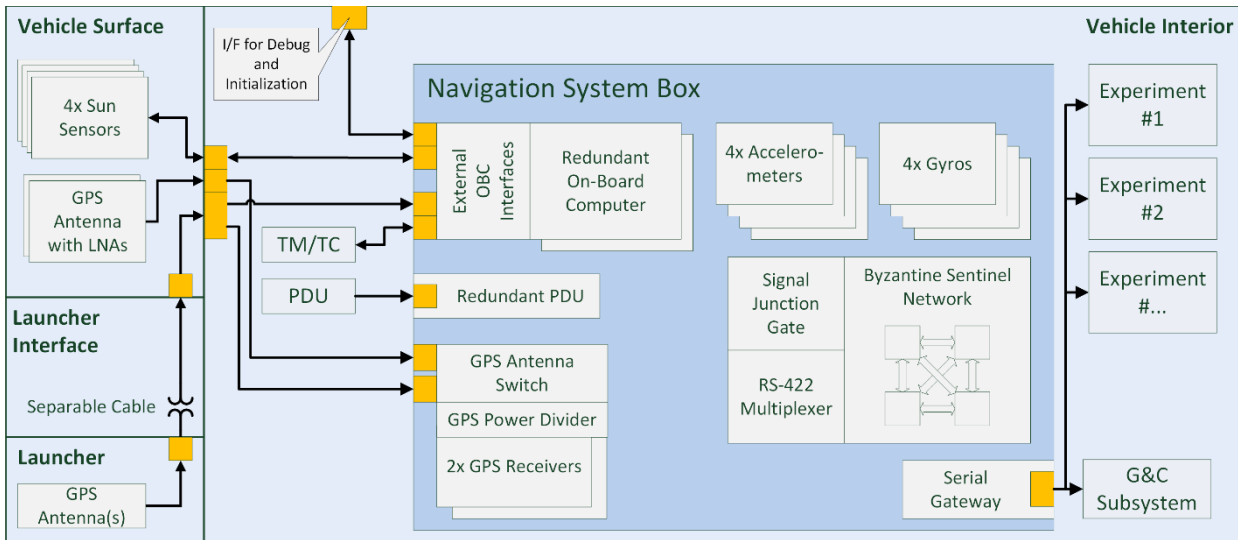 Vehicle Surface
4x Sun
Sensors
GPS
Antenna
with LNAs
Launcher
Interface
Separable Cable
Launcher
GPS
Antenna(s)
I/F for Debug
and
Initialization
TM/TC
PDU
Navigation System Box
External
OBC
Interfaces
Redundant
On-Board
Computer
4x Accelero-
meters
4x Gyros
Redundant PDU
Signal
Junction
Gate
RS-422
Multiplexer
Byzantine Sentinel
Network
GPS Antenna
Switch
GPS Power Divider
2x GPS Receivers
Serial
Gateway
Vehicle Interior
Experiment
#1
Experiment
#2
Experiment
#...
G&C
Subsystem